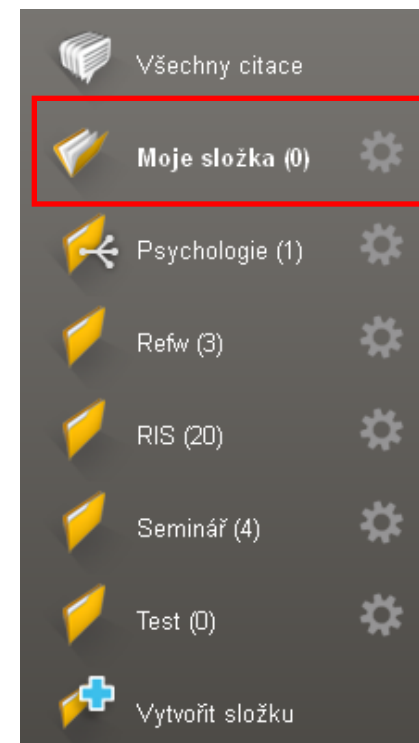 Všechny citace
Moje složka (0)
Psychologie (1)
Refw (3)
RIS (20)
Seminář (4)
Test (0)
Vytvořit složku